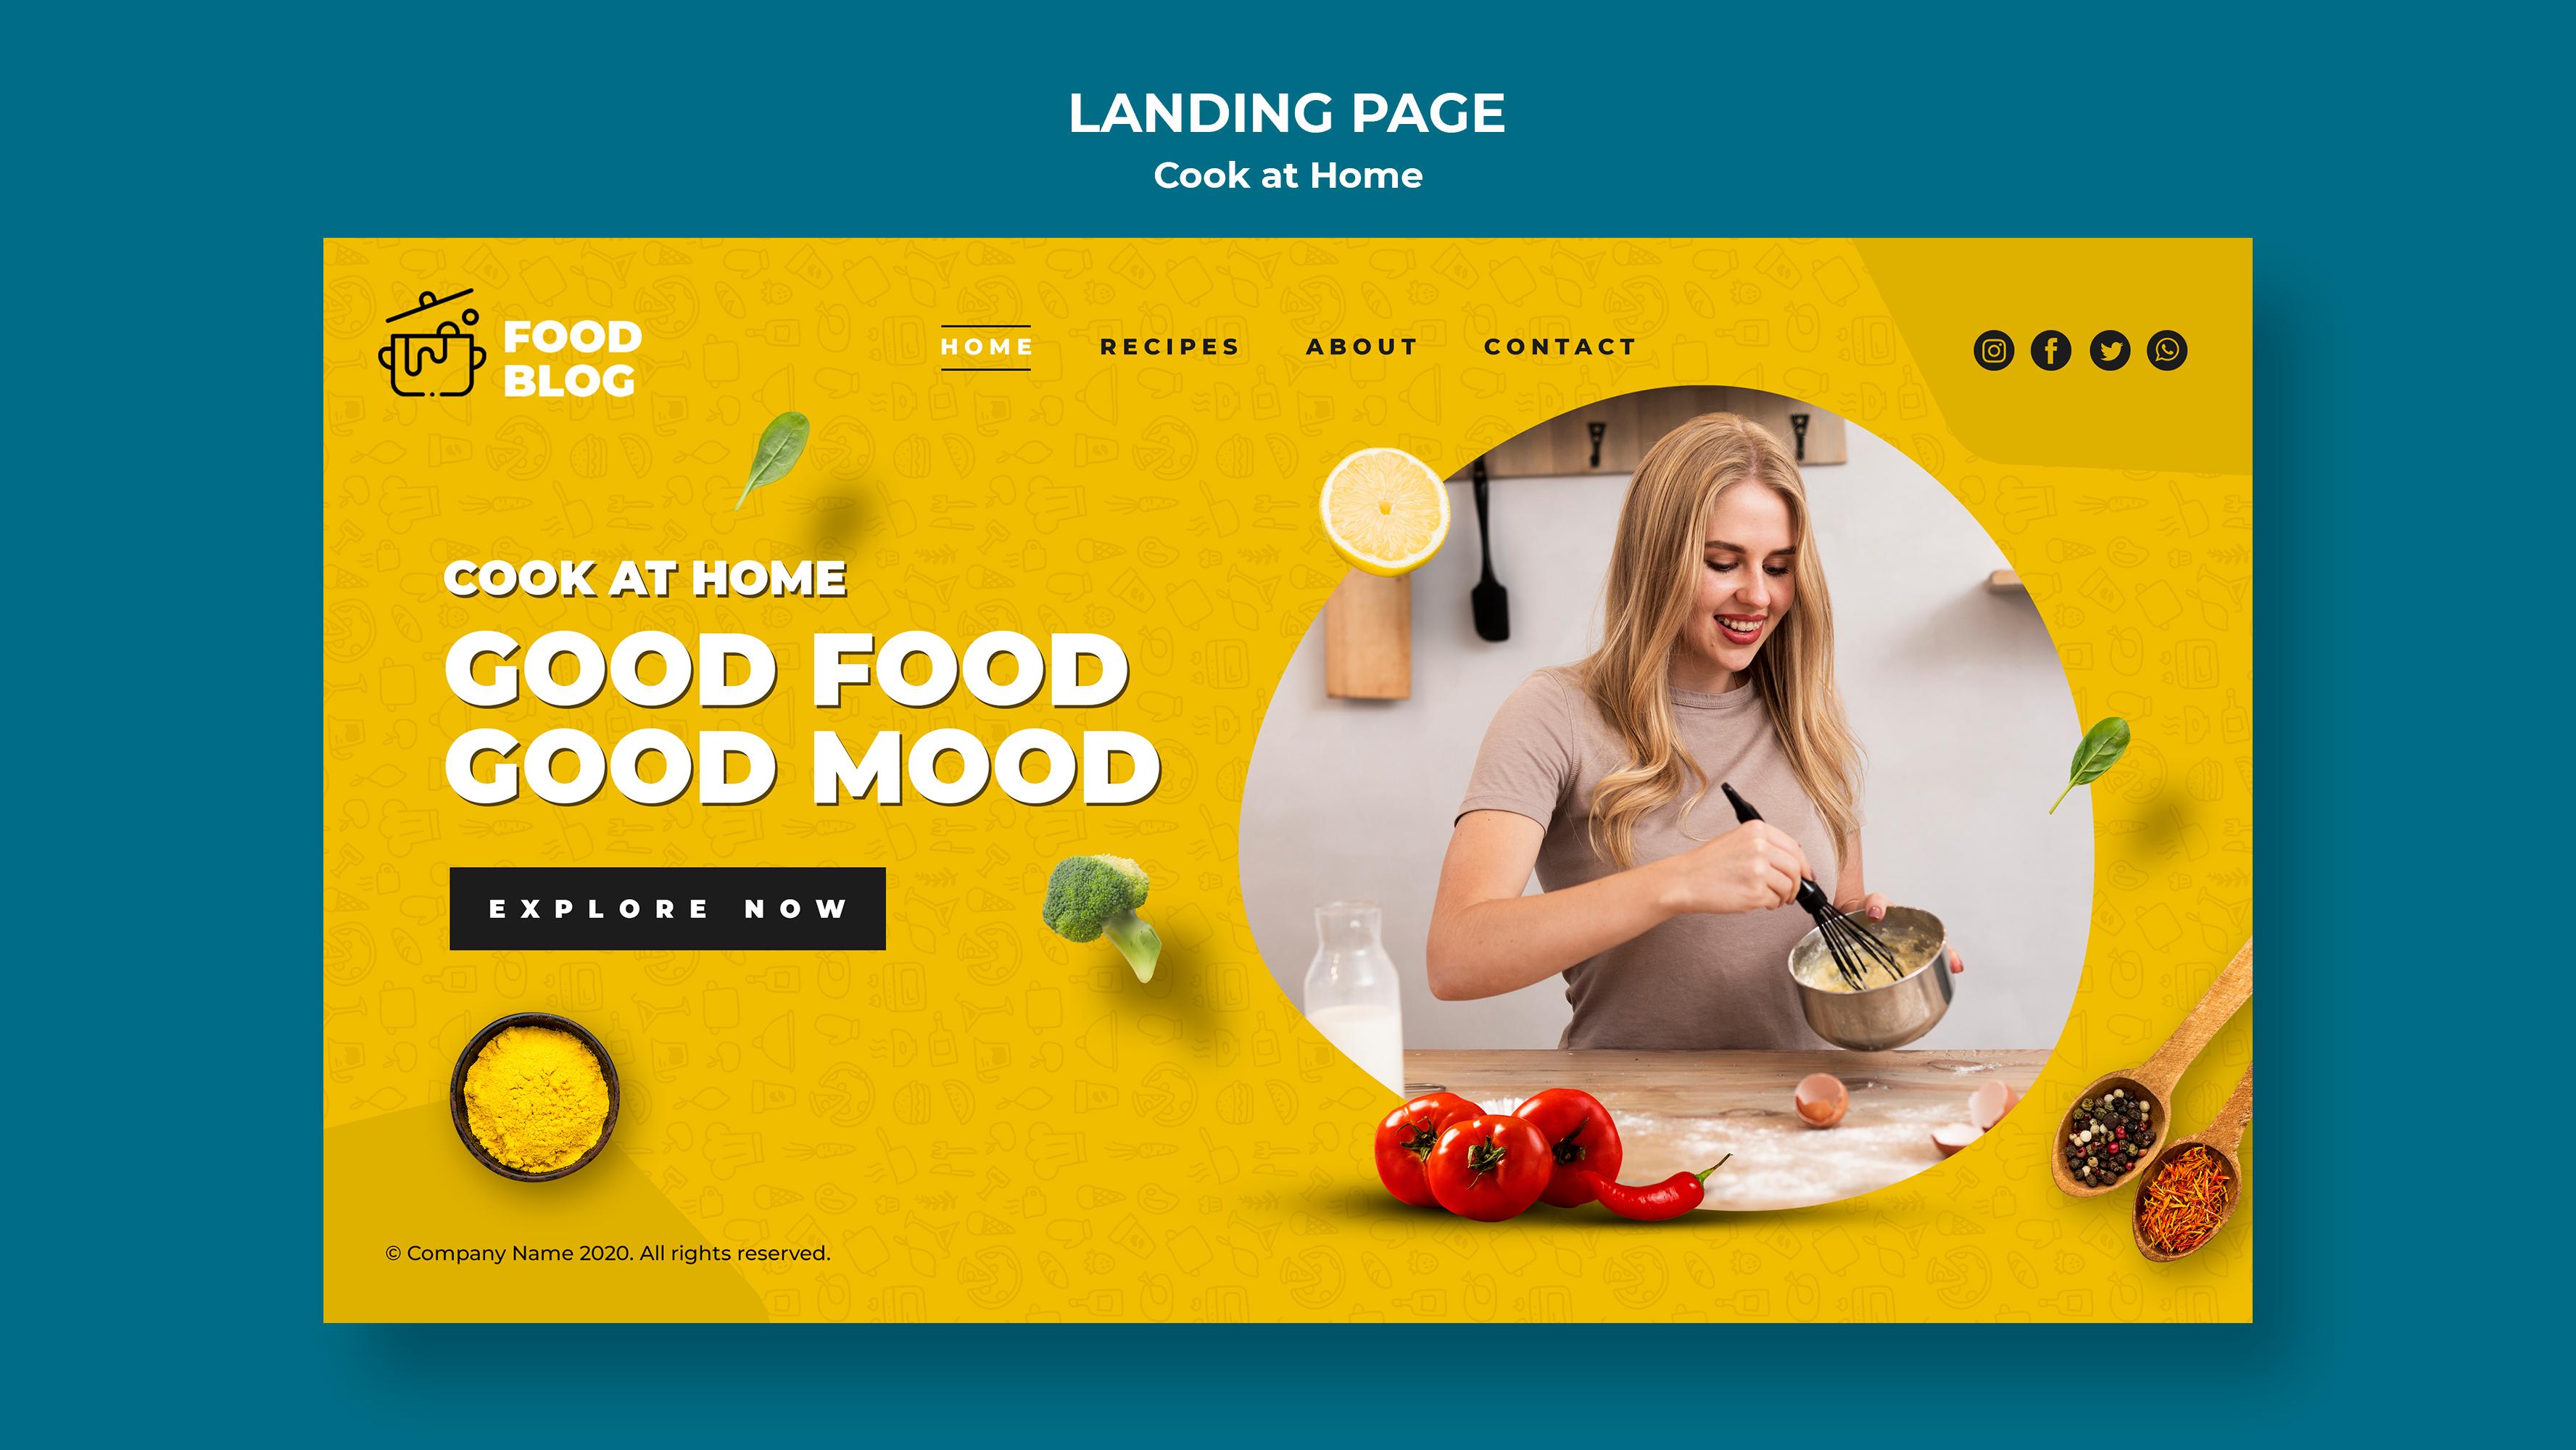 LANDING PAGE
Cook at Home
FOOD
BLOG
HOME
RECIPES
ABOUT
CONTACT
COOK AT HOME
GOOD FOOD
GOOD MOOD
EXPLORE NOW
© Company Name 2020. All rights reserved.